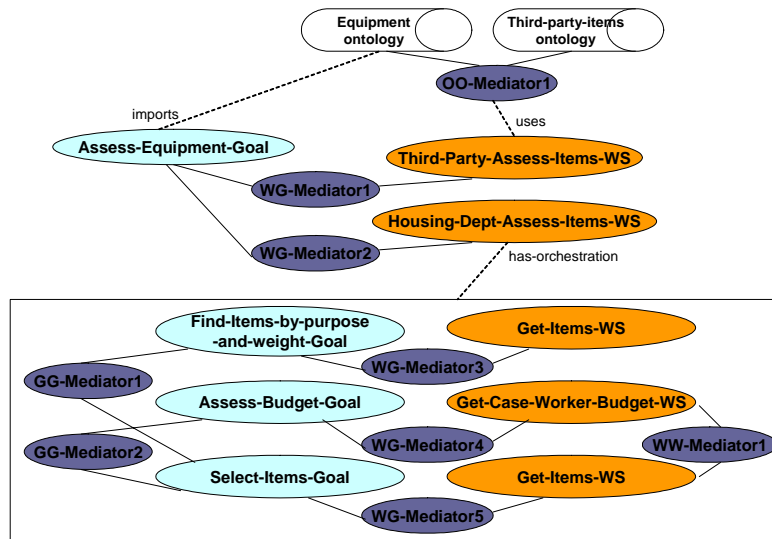 Equipment
ontology
Third-party-items
ontology
OO-Mediator1
imports
uses
Assess-Equipment-Goal
Third-Party-Assess-Items-WS
WG-Mediator1
Housing-Dept-Assess-Items-WS
WG-Mediator2
has-orchestration
Find-Items-by-purpose
-and-weight-Goal
Get-Items-WS
WG-Mediator3
GG-Mediator1
Assess-Budget-Goal
Get-Case-Worker-Budget-WS
GG-Mediator2
WG-Mediator4
WW-Mediator1
Select-Items-Goal
Get-Items-WS
WG-Mediator5